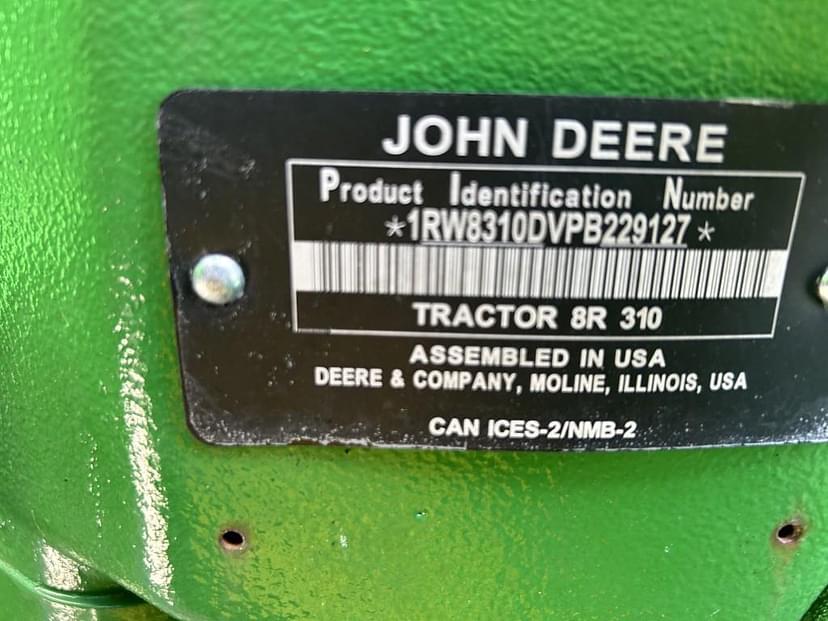 JOHN DEERE
Product Identification Number
*1RW8310DVPB229127*
TRACTOR 8R 310
ASSEMBLED IN USA
DEERE & COMPANY, MOLINE, ILLINOIS, USA
CAN ICES-2/NMB-2